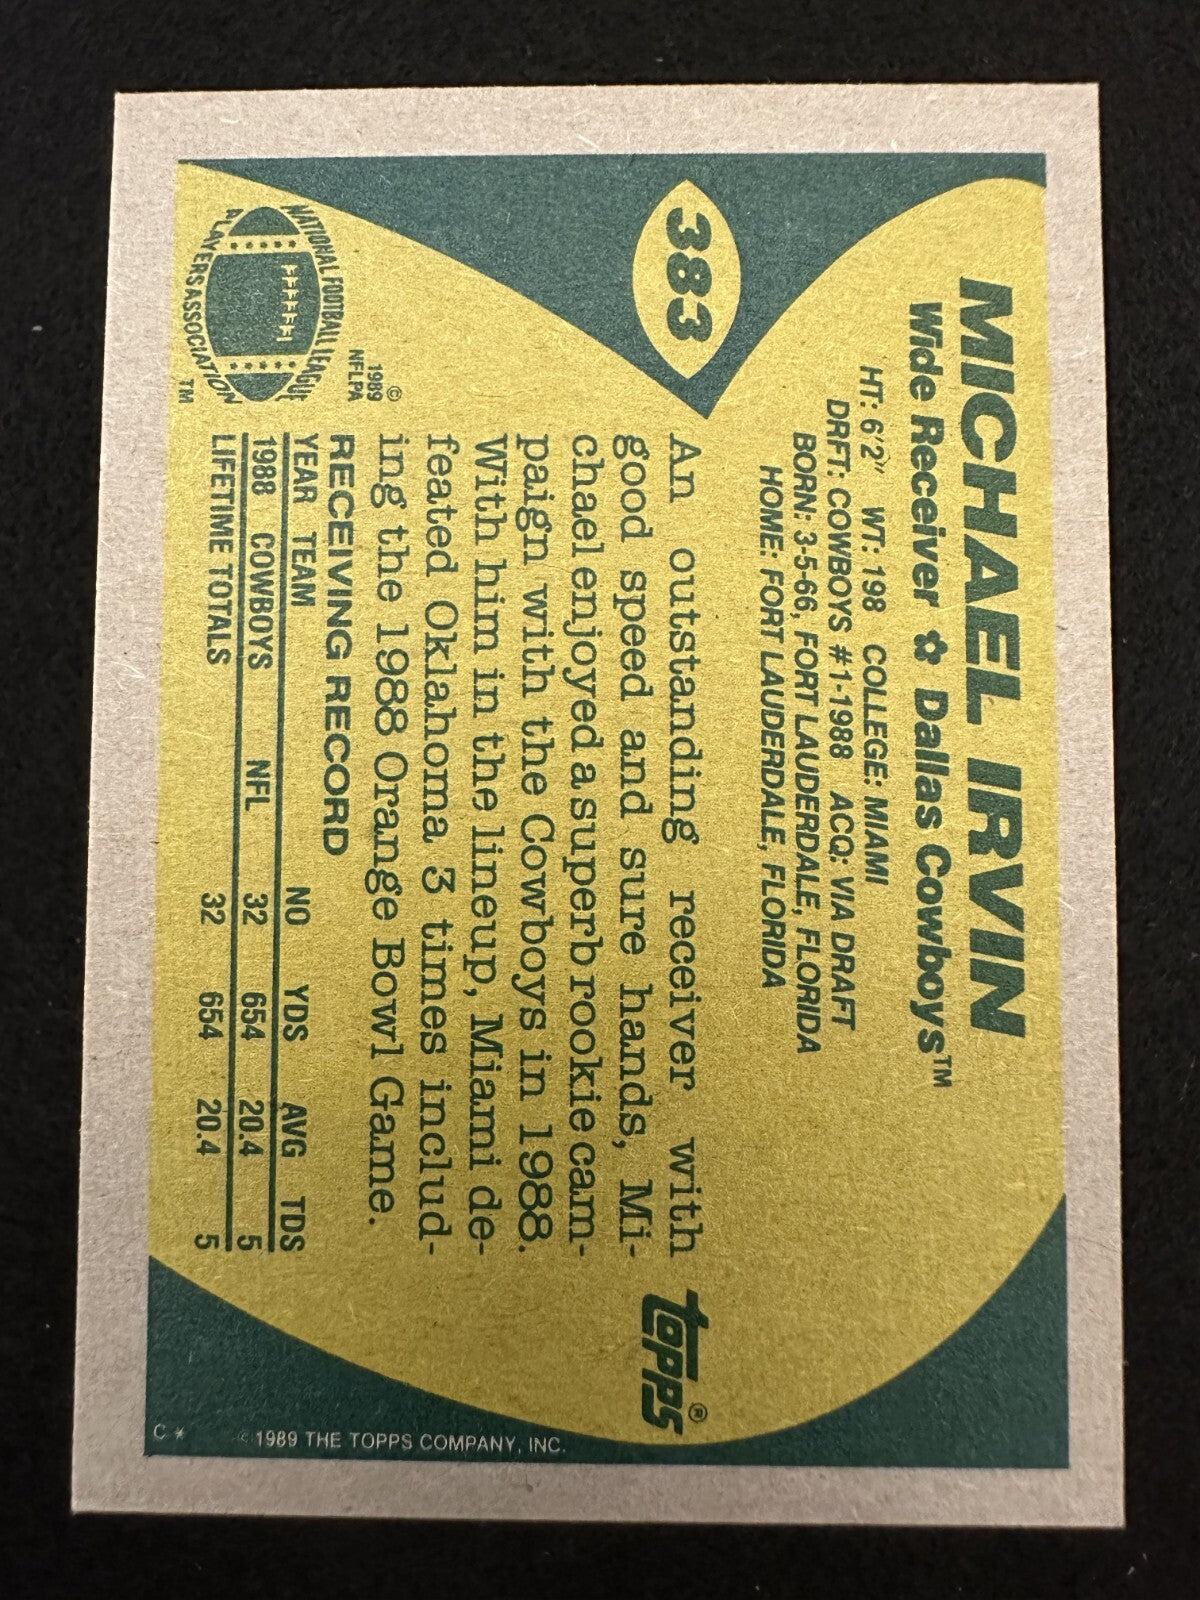 383
MICHAEL IRVIN
Wide Receiver ✿ Dallas Cowboys™
HT: 6'2" WT: 198 COLLEGE: MIAMI
DRFT: COWBOYS #1-1988 ACQ: VIA DRAFT
BORN: 3-5-66, FORT LAUDERDALE, FLORIDA
HOME: FORT LAUDERDALE, FLORIDA
An outstanding receiver with
good speed and sure hands, Mi-
chael enjoyed a superb rookie cam-
paign with the Cowboys in 1988.
With him in the lineup, Miami de-
feated Oklahoma 3 times includ-
ing the 1988 Orange Bowl Game.
topps®
©
1989
NFLPA
NATIONAL FOOTBALL LEAGUE
PLAYERS ASSOCIATION
TM
RECEIVING RECORD
YEAR TEAM NO YDS AVG TDS
1988 COWBOYS NFL 32 654 20.4 5
LIFETIME TOTALS 32 654 20.4 5
© 1989 THE TOPPS COMPANY, INC.
C *